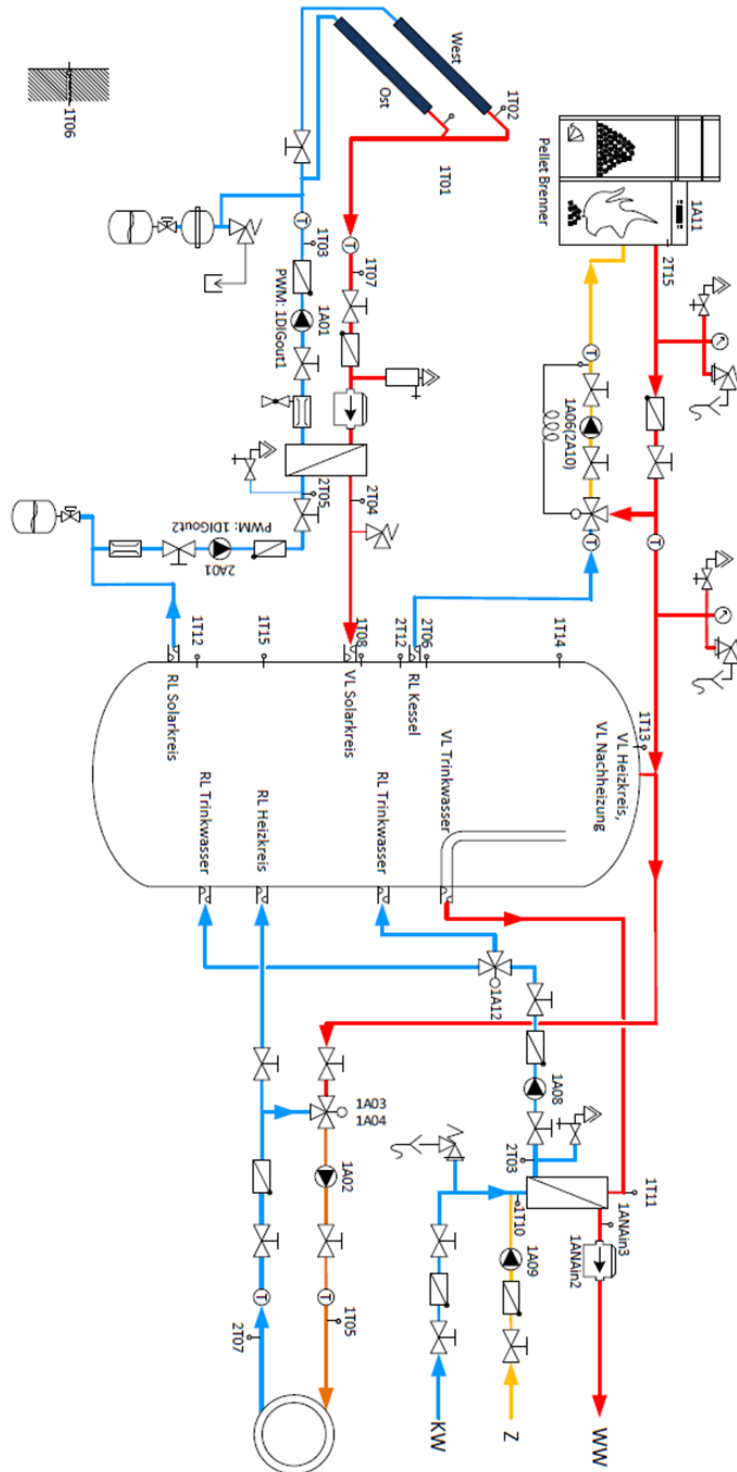 1T06
West
Ost
1T02
1T01
1T03
PWM: 1DIGout1
1A01
1T07
2T05
2T04
PWM: 1DIGout2
2A01
Pellet Brenner
1A11
2T15
T
T
T
T
T
T
1A06(2A10)
1T12
1T15
1T08
2T12
2T06
1T14
1T13
RL Solarkreis
VL Solarkreis
RL Kessel
VL Heizkreis,
VL Nachheizung
VL Trinkwasser
RL Trinkwasser
RL Heizkreis
RL Trinkwasser
1A12
1A08
2T03
1T11
1ANAin3
1ANAin2
1T10
1A09
1A03
1A04
1A02
1T05
T
T
2T07
KW
Z
WW